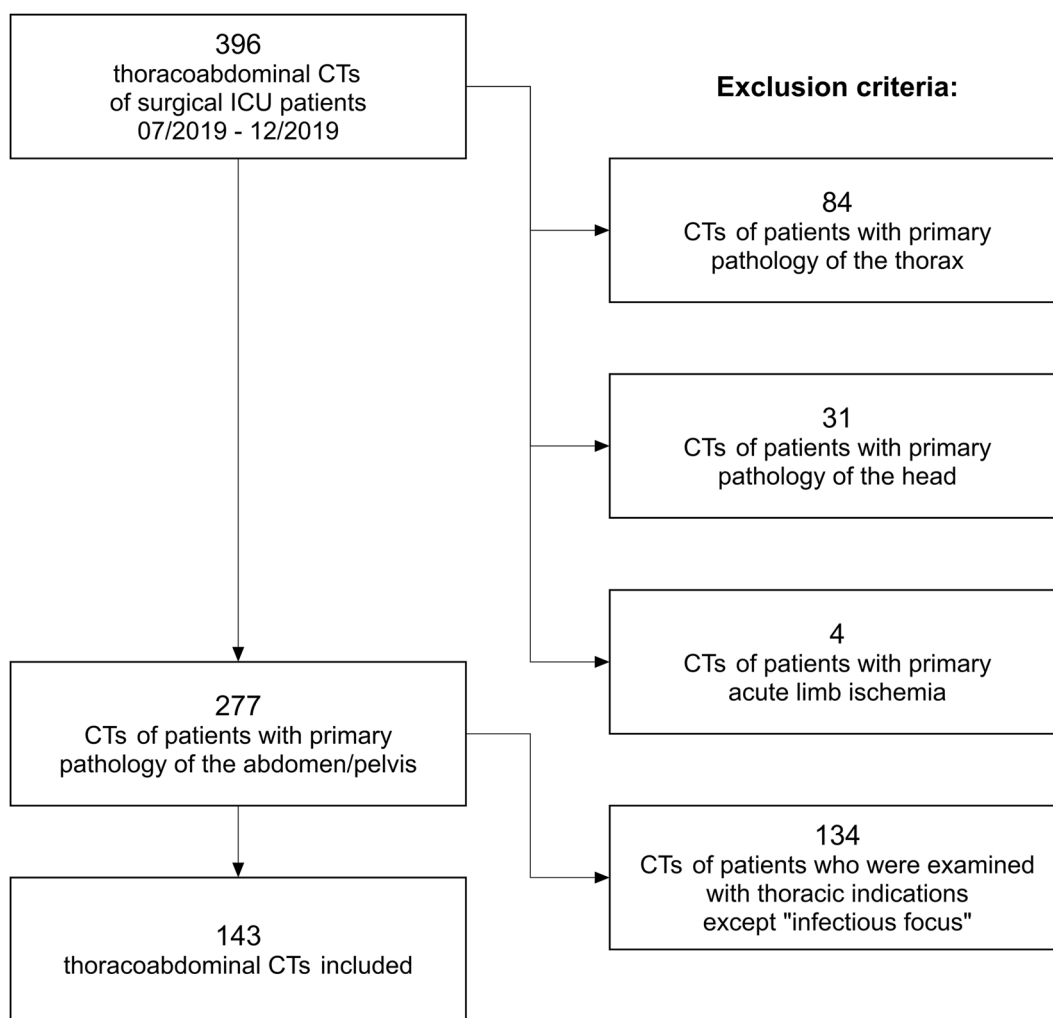 396
thoracoabdominal CTs
of surgical ICU patients
07/2019 - 12/2019
Exclusion criteria:
84
CTs of patients with primary
pathology of the thorax
31
CTs of patients with primary
pathology of the head
4
CTs of patients with primary
acute limb ischemia
277
CTs of patients with primary
pathology of the abdomen/pelvis
134
CTs of patients who were examined
with thoracic indications
except "infectious focus"
143
thoracoabdominal CTs included